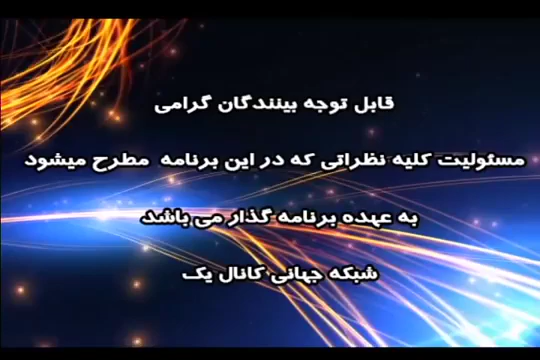 قابل توجه بینندگان گرامی
مسئولیت کلیه نظراتی که در این برنامه مطرح میشود
به عهده برنامه گذار می باشد
شبکه جهانی کانال یک